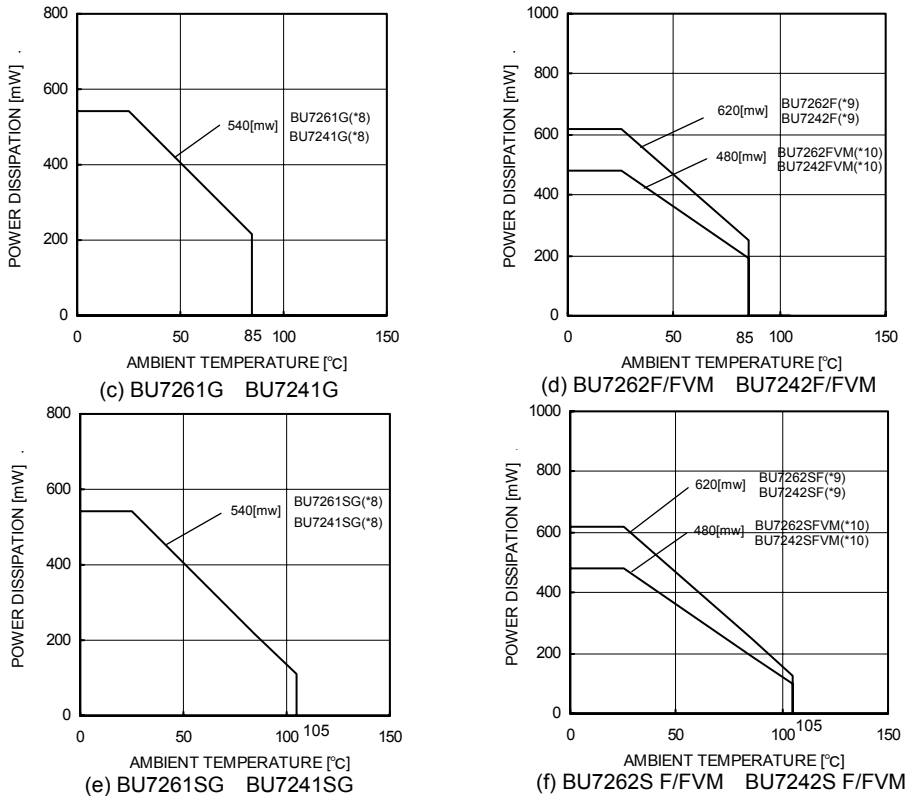 800
600
400
200
0
0
50
85
100
150
POWER DISSIPATION [mW] .
AMBIENT TEMPERATURE [°C]
540[mw]
BU7261G(*8)
BU7241G(*8)
(c) BU7261G BU7241G
1000
800
600
400
200
0
0
50
85
100
150
POWER DISSIPATION [mW] .
AMBIENT TEMPERATURE [°C]
620[mw]
BU7262F(*9)
BU7242F(*9)
480[mw]
BU7262FVM(*10)
BU7242FVM(*10)
(d) BU7262F/FVM BU7242F/FVM
800
600
400
200
0
0
50
100
105
150
POWER DISSIPATION [mW] .
AMBIENT TEMPERATURE [°C]
540[mw]
BU7261SG(*8)
BU7241SG(*8)
(e) BU7261SG BU7241SG
1000
800
600
400
200
0
0
50
100
105
150
POWER DISSIPATION [mW] .
AMBIENT TEMPERATURE [°C]
620[mw]
BU7262SF(*9)
BU7242SF(*9)
480[mw]
BU7262SFVM(*10)
BU7242SFVM(*10)
(f) BU7262S F/FVM BU7242S F/FVM